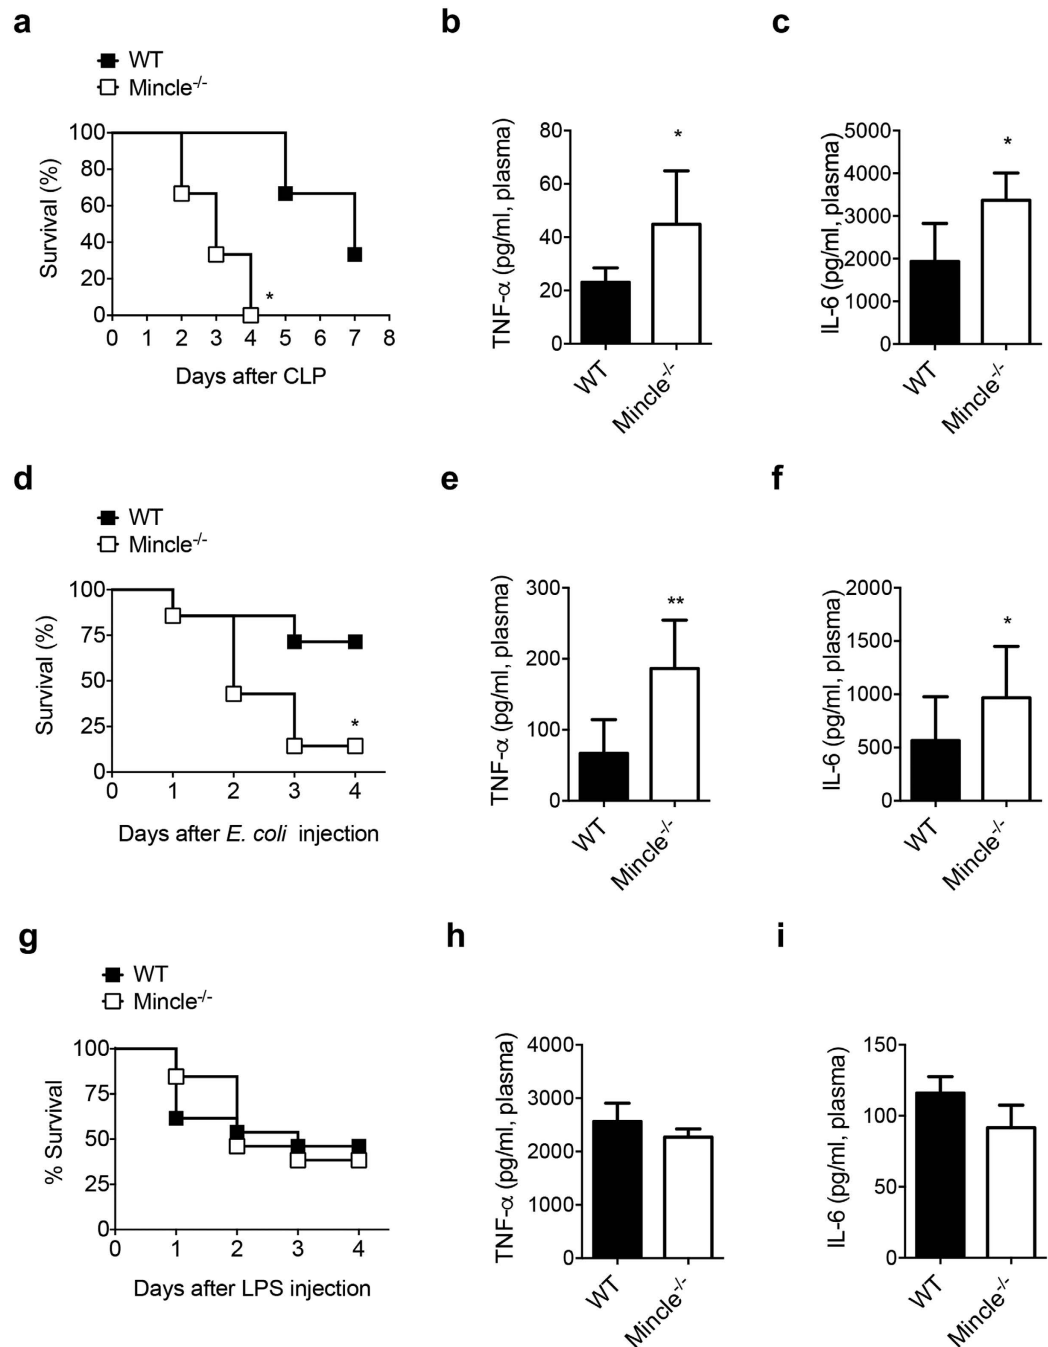 a
WT
Mincle-/-
Survival (%)
100
80
60
40
20
0
*
0 1 2 3 4 5 6 7 8
Days after CLP
b
TNF-α (pg/ml, plasma)
80
60
40
20
0
*
WT
Mincle-/-
c
IL-6 (pg/ml, plasma)
5000
4000
3000
2000
1000
0
*
WT
Mincle-/-
d
WT
Mincle-/-
Survival (%)
100
75
50
25
0
*
0 1 2 3 4
Days after E. coli injection
e
TNF-α (pg/ml, plasma)
300
200
100
0
**
WT
Mincle-/-
f
IL-6 (pg/ml, plasma)
2000
1500
1000
500
0
*
WT
Mincle-/-
g
WT
Mincle-/-
% Survival
100
75
50
25
0
0 1 2 3 4
Days after LPS injection
h
TNF-α (pg/ml, plasma)
4000
3000
2000
1000
0
WT
Mincle-/-
i
IL-6 (pg/ml, plasma)
150
100
50
0
WT
Mincle-/-